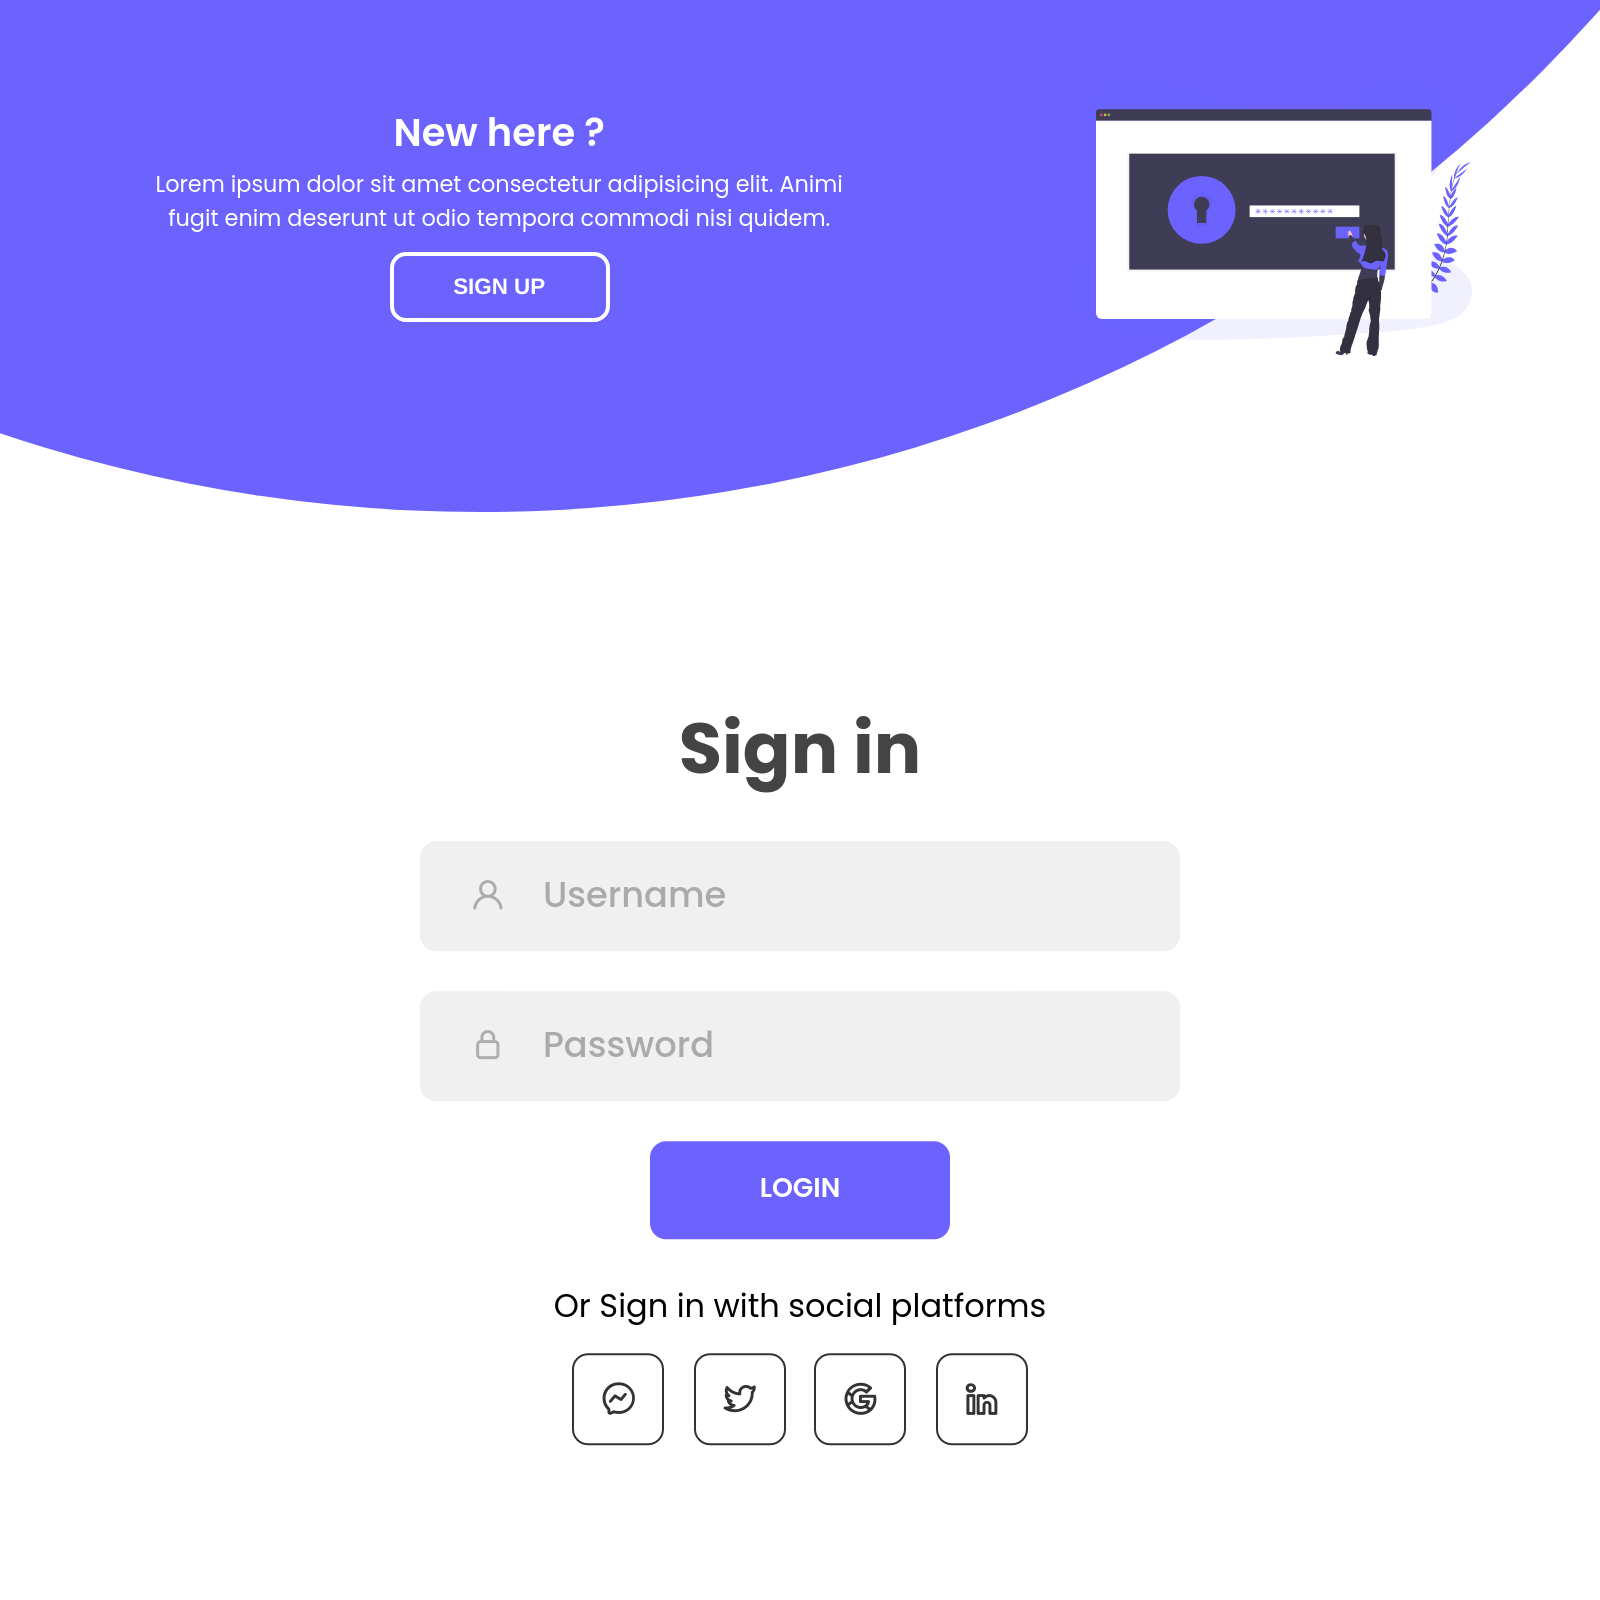 New here ?
Lorem ipsum dolor sit amet consectetur adipisicing elit. Animi
fugit enim deserunt ut odio tempora commodi nisi quidem.
SIGN UP
Sign in
Username
Password
LOGIN
Or Sign in with social platforms